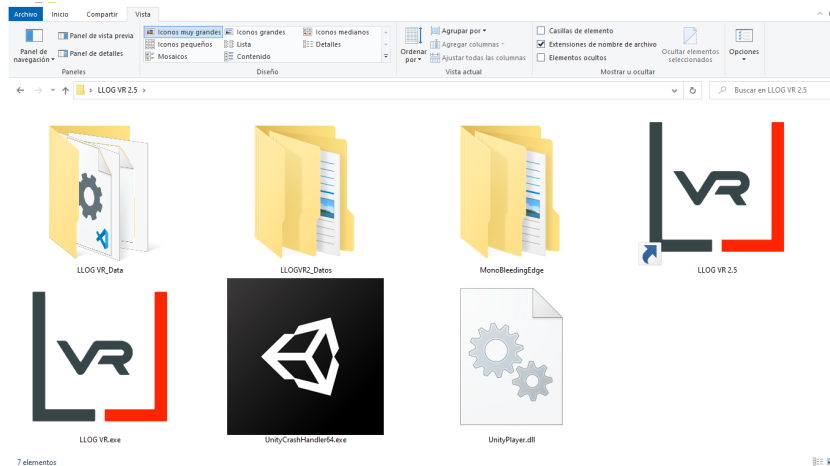 Archivo Inicio Compartir Vista
Panel de navegación
Panel de vista previa
Panel de detalles
Paneles
Iconos muy grandes Iconos grandes Iconos medianos
Iconos pequeños Lista Detalles
Mosaicos Contenido
Diseño
Ordenar por
Agrupar por
Agregar columnas
Ajustar todas las columnas
Vista actual
Casillas de elemento
Extensiones de nombre de archivo
Elementos ocultos
Ocultar elementos seleccionados
Mostrar u ocultar
Opciones
LLOG VR 2.5
Buscar en LLOG VR 2.5
VR
LLOG VR_Data LLOGVR2_Datos MonoBleedingEdge LLOG VR 2.5
VR
LLOG VR.exe UnityCrashHandler64.exe UnityPlayer.dll
7 elementos